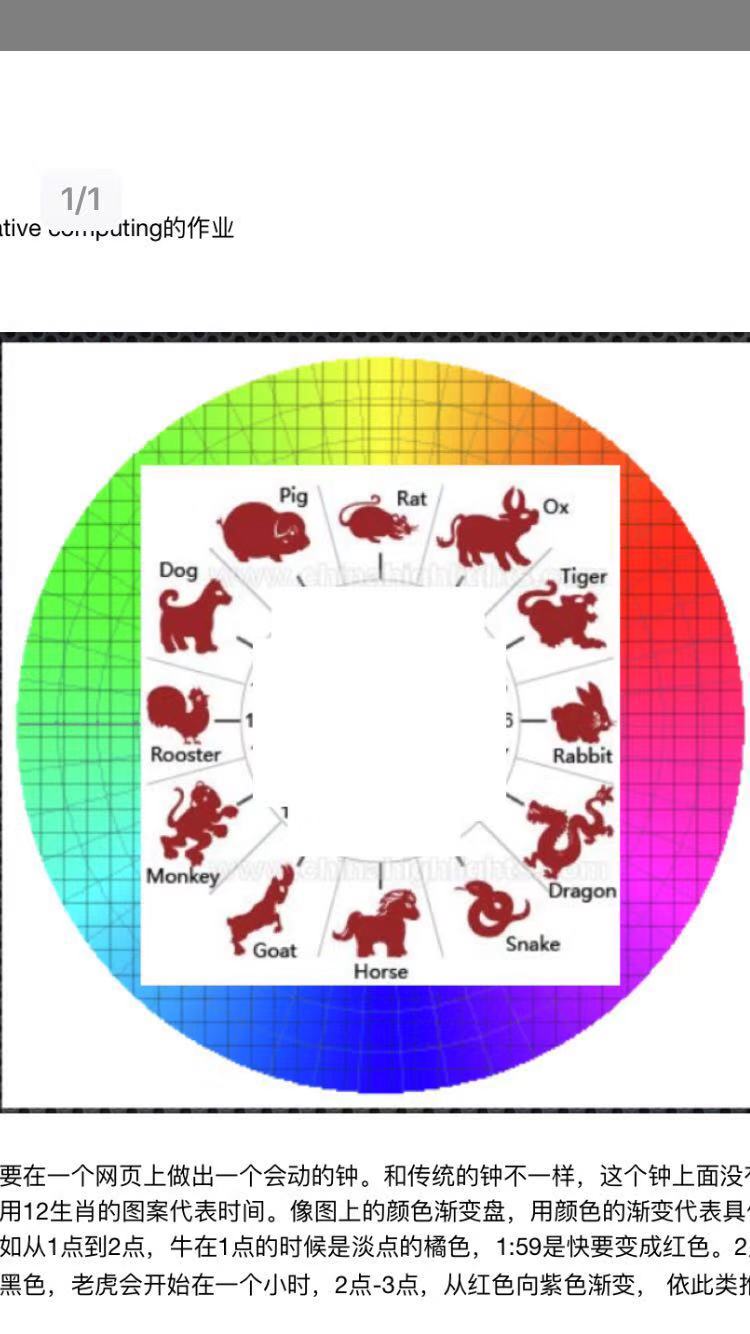 1/1
ative computing的作业
Pig
Rat
Ox
Dog
Tiger
Rooster
Rabbit
Monkey
Dragon
Goat
Snake
Horse
要在一个网页上做出一个会动的钟。和传统的钟不一样，这个钟上面没
用12生肖的图案代表时间。像图上的颜色渐变盘，用颜色的渐变代表具
如从1点到2点，牛在1点的时候是淡点的橘色，1:59是快要变成红色。2
黑色，老虎会开始在一个小时，2点-3点，从红色向紫色渐变， 依此类